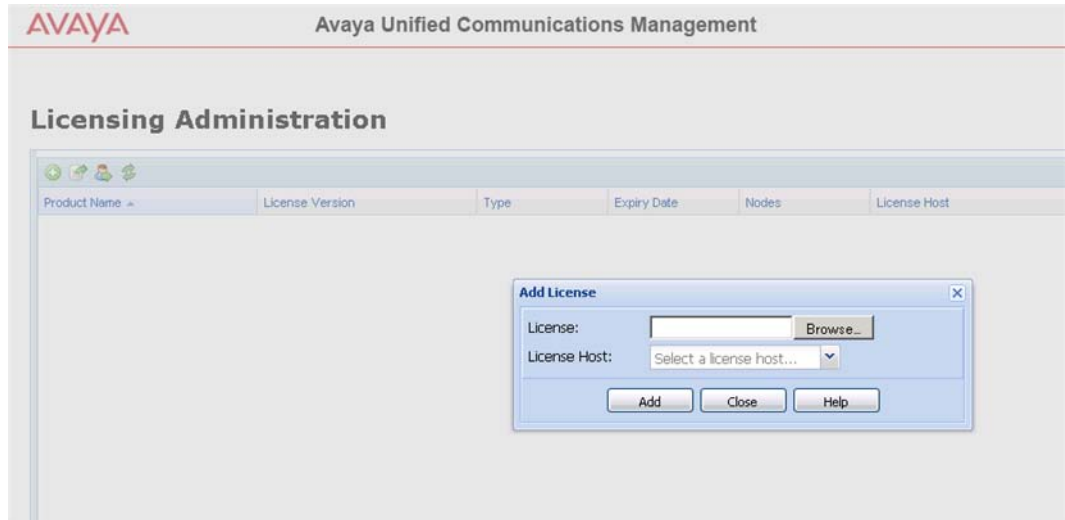 AVAYA
Avaya Unified Communications Management
Licensing Administration
Product Name License Version Type Expiry Date Nodes License Host
Add License
License: Browse...
License Host: Select a license host...
Add Close Help